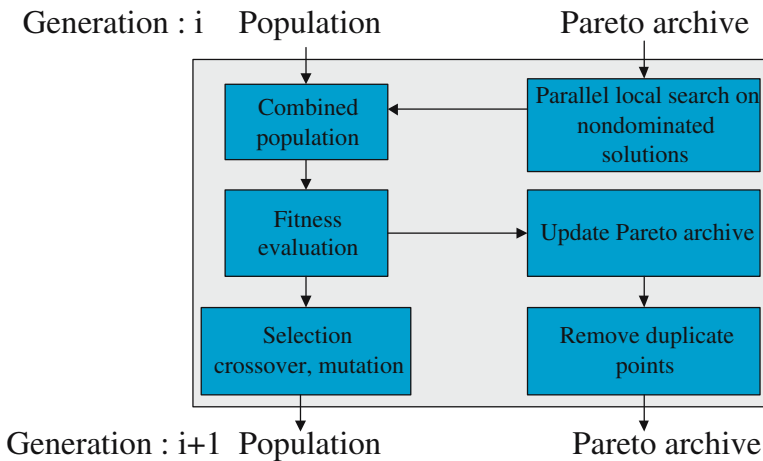 Generation : i Population Pareto archive
Combined
population
Parallel local search on
nondominated
solutions
Fitness
evaluation
Update Pareto archive
Selection
crossover, mutation
Remove duplicate
points
Generation : i+1 Population Pareto archive